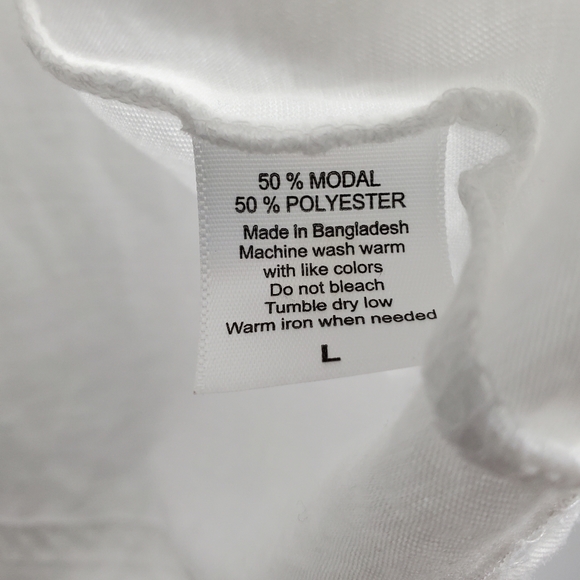 50 % MODAL
50 % POLYESTER
Made in Bangladesh
Machine wash warm
with like colors
Do not bleach
Tumble dry low
Warm iron when needed
L